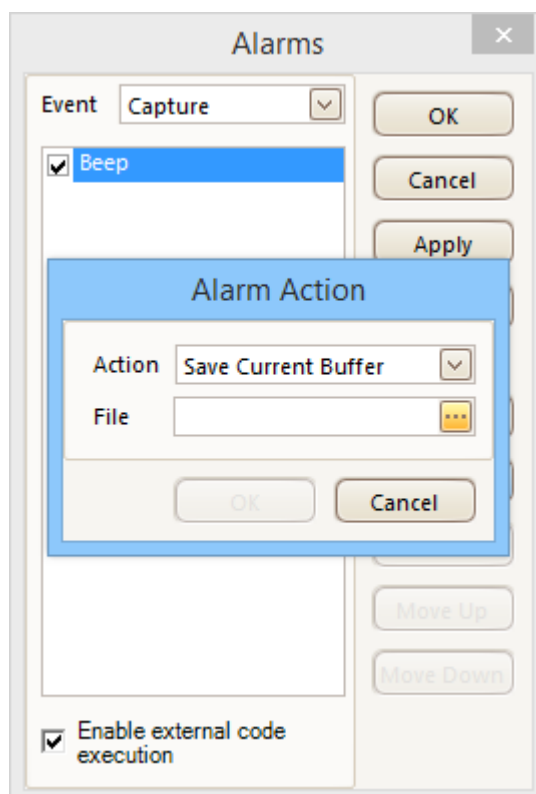 Alarms
Event Capture
OK
Beep
Cancel
Apply
Alarm Action
Action Save Current Buffer
File
OK Cancel
Move Up
Move Down
Enable external code
execution